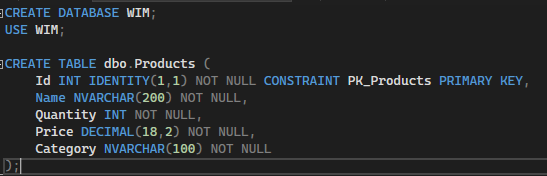 CREATE DATABASE WIM;
USE WIM;
CREATE TABLE dbo.Products (
Id INT IDENTITY(1,1) NOT NULL CONSTRAINT PK_Products PRIMARY KEY,
Name NVARCHAR(200) NOT NULL,
Quantity INT NOT NULL,
Price DECIMAL(18,2) NOT NULL,
Category NVARCHAR(100) NOT NULL
);